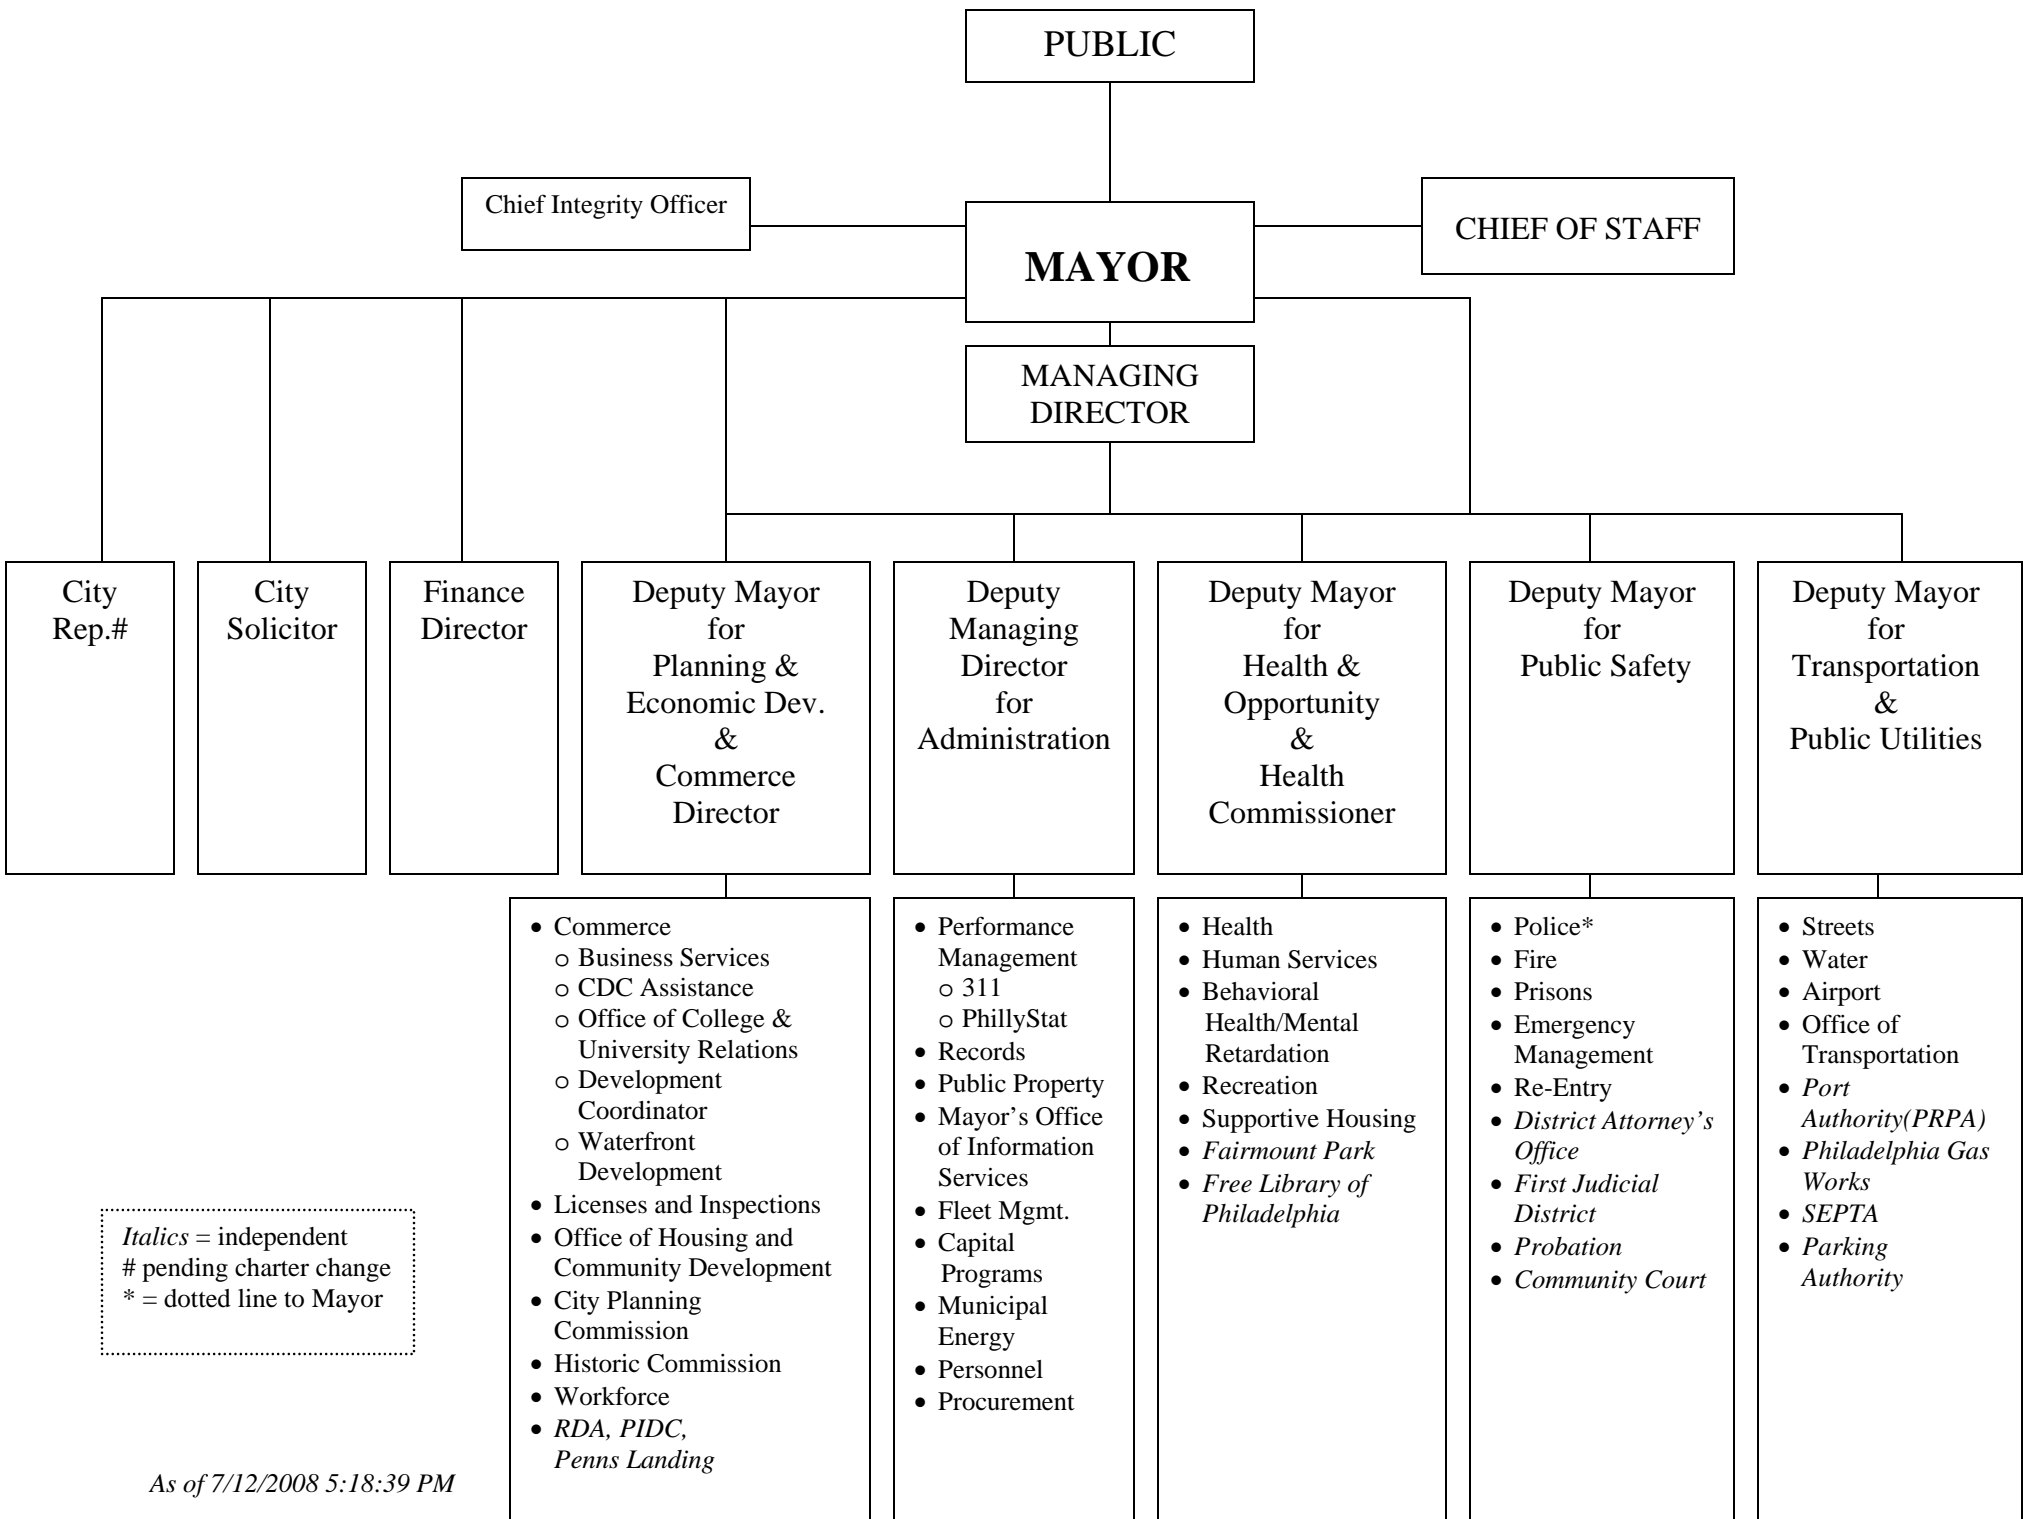 PUBLIC
Chief Integrity Officer
CHIEF OF STAFF
MAYOR
MANAGING
DIRECTOR
City
Rep.#
City
Solicitor
Finance
Director
Deputy Mayor
for
Planning &
Economic Dev.
&
Commerce
Director
Deputy
Managing
Director
for
Administration
Deputy Mayor
for
Health &
Opportunity
&
Health
Commissioner
Deputy Mayor
for
Public Safety
Deputy Mayor
for
Transportation
&
Public Utilities
• Commerce
o Business Services
o CDC Assistance
o Office of College &
University Relations
o Development
Coordinator
o Waterfront
Development
• Licenses and Inspections
• Office of Housing and
Community Development
• City Planning
Commission
• Historic Commission
• Workforce
• RDA, PIDC,
Penns Landing
• Performance
Management
o 311
o PhillyStat
• Records
• Public Property
• Mayor’s Office
of Information
Services
• Fleet Mgmt.
• Capital
Programs
• Municipal
Energy
• Personnel
• Procurement
• Health
• Human Services
• Behavioral
Health/Mental
Retardation
• Recreation
• Supportive Housing
• Fairmount Park
• Free Library of
Philadelphia
• Police*
• Fire
• Prisons
• Emergency
Management
• Re-Entry
• District Attorney’s
Office
• First Judicial
District
• Probation
• Community Court
• Streets
• Water
• Airport
• Office of
Transportation
• Port
Authority(PRPA)
• Philadelphia Gas
Works
• SEPTA
• Parking
Authority
Italics = independent
# pending charter change
* = dotted line to Mayor
As of 7/12/2008 5:18:39 PM